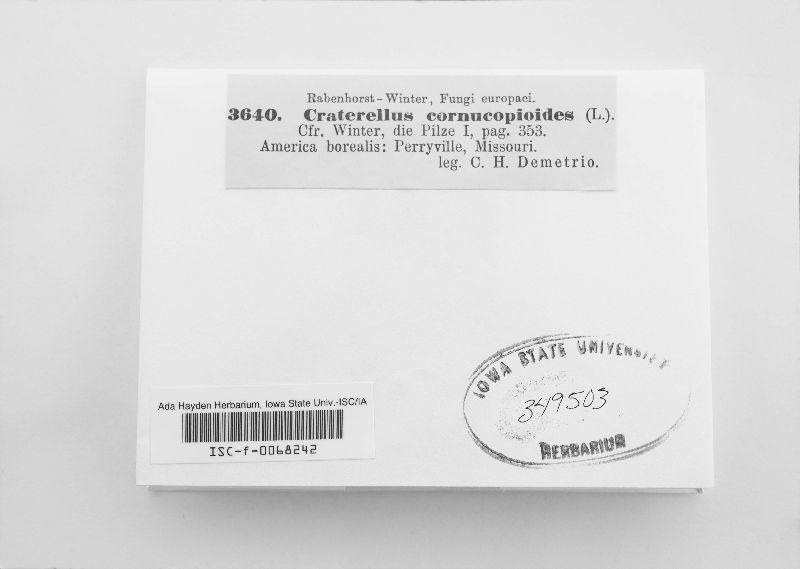 Rabenhorst-Winter, Fungi europaei.
3640. Craterellus cornucopioides (L.).
Cfr. Winter, die Pilze I, pag. 353.
America borealis: Perryville, Missouri.
leg. C. H. Demetrio.
IOWA STATE UNIVERSITY
349503
HERBARIUM
Ada Hayden Herbarium, Iowa State Univ.-ISC/IA
ISC-f-0068242